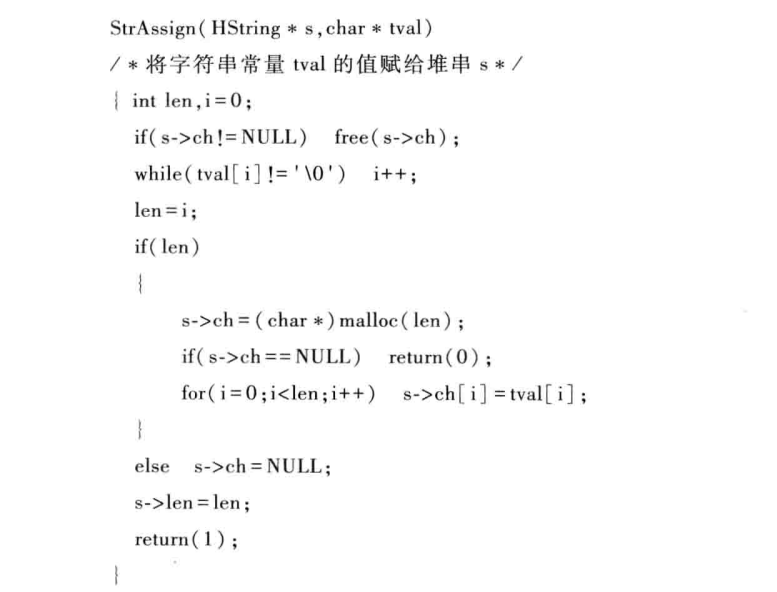 StrAssign(HString * s,char * tval)
/ * 将字符串常量 tval 的值赋给堆串 s * /
{ int len,i=0;
if(s->ch!=NULL) free(s->ch);
while(tval[i]!='\0') i++;
len=i;
if(len)
{
s->ch=(char *)malloc(len);
if(s->ch==NULL) return(0);
for(i=0;i<len;i++) s->ch[i]=tval[i];
}
else s->ch=NULL;
s->len=len;
return(1);
}